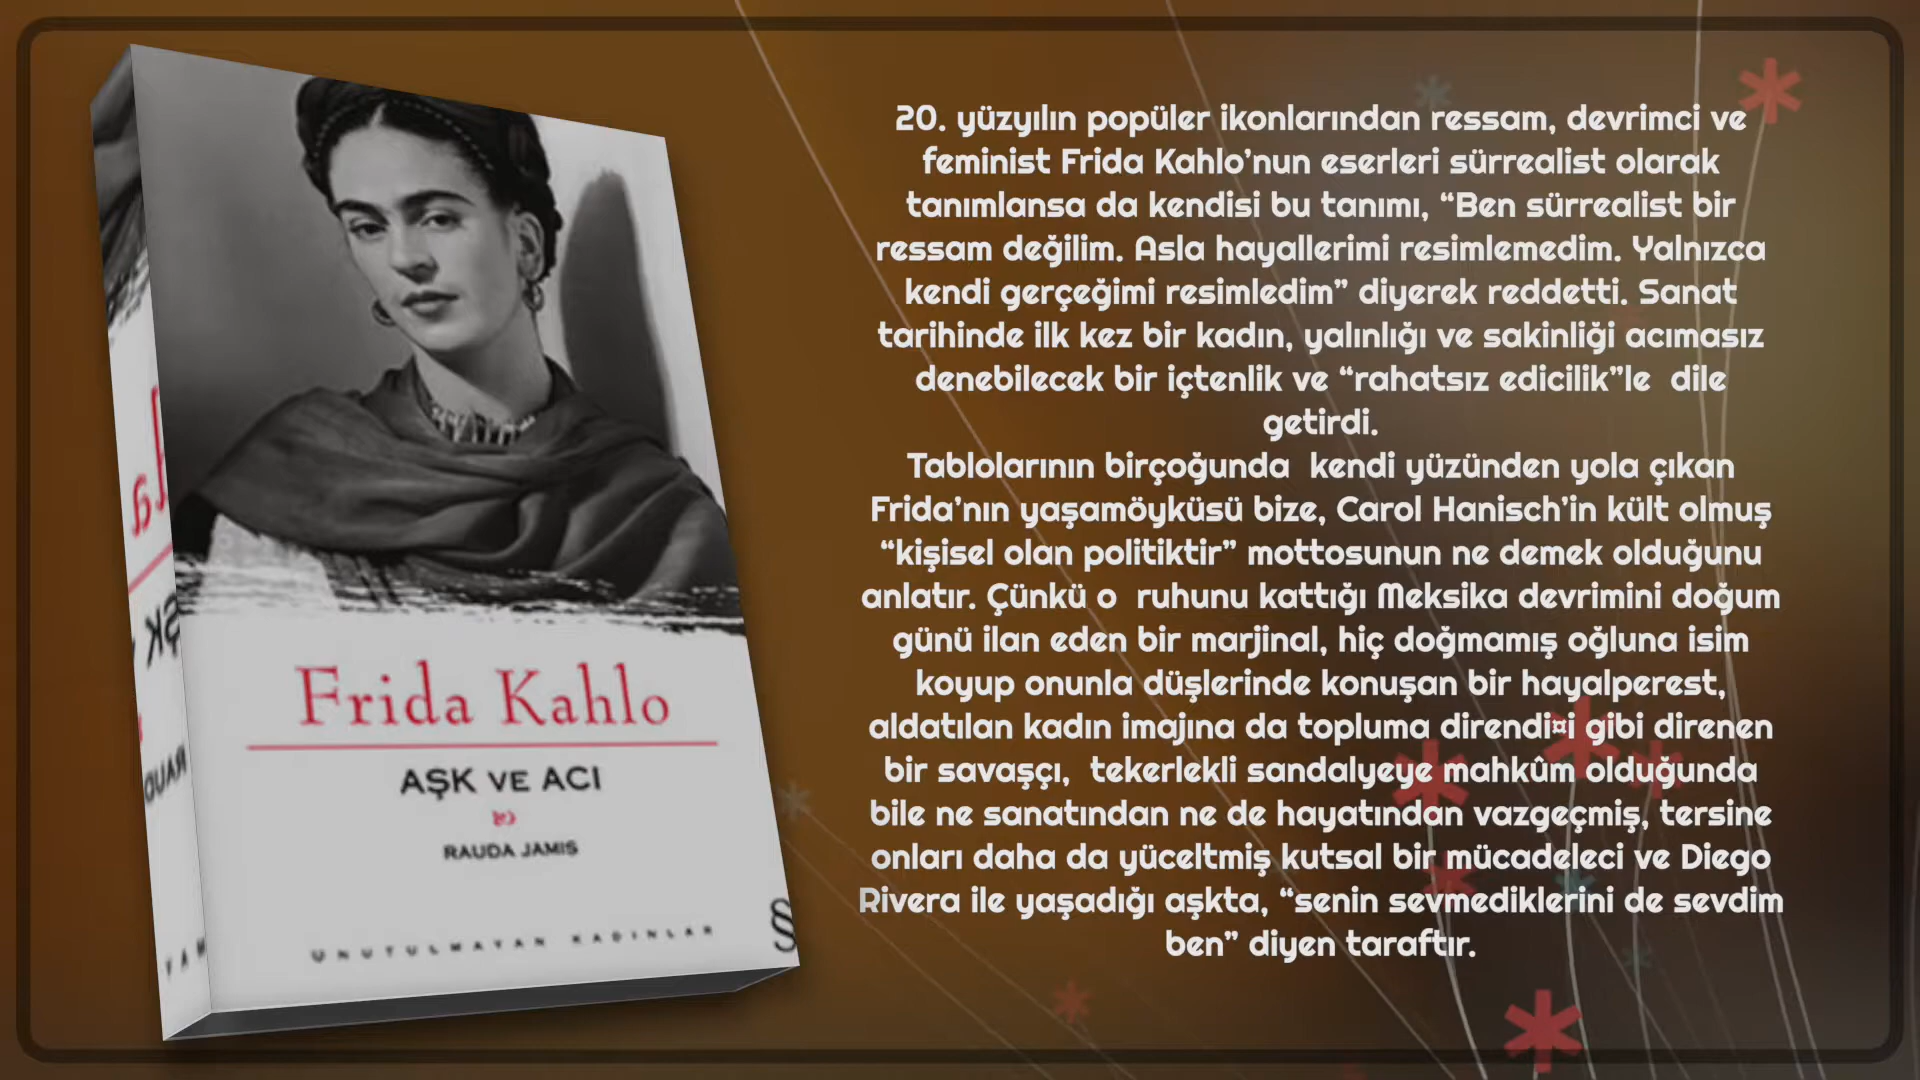 Frida Kahlo
AŞK VE ACI
RAUDA JAMIS
UNUTULMAYAN KADINLAR
20. yüzyılın popüler ikonlarından ressam, devrimci ve
feminist Frida Kahlo’nun eserleri sürrealist olarak
tanımlansa da kendisi bu tanımı, “Ben sürrealist bir
ressam değilim. Asla hayallerimi resimlemedim. Yalnızca
kendi gerçeğimi resimledim” diyerek reddetti. Sanat
tarihinde ilk kez bir kadın, yalınlığı ve sakinliği acımasız
denebilecek bir içtenlik ve “rahatsız edicilik”le  dile
getirdi.
Tablolarının birçoğunda  kendi yüzünden yola çıkan
Frida’nın yaşamöyküsü bize, Carol Hanisch’in kült olmuş
“kişisel olan politiktir” mottosunun ne demek olduğunu
anlatır. Çünkü o  ruhunu kattığı Meksika devrimini doğum
günü ilan eden bir marjinal, hiç doğmamış oğluna isim
koyup onunla düşlerinde konuşan bir hayalperest,
aldatılan kadın imajına da topluma direndi¤i gibi direnen
bir savaşçı,  tekerlekli sandalyeye mahkûm olduğunda
bile ne sanatından ne de hayatından vazgeçmiş, tersine
onları daha da yüceltmiş kutsal bir mücadeleci ve Diego
Rivera ile yaşadığı aşkta, “senin sevmediklerini de sevdim
ben” diyen taraftır.